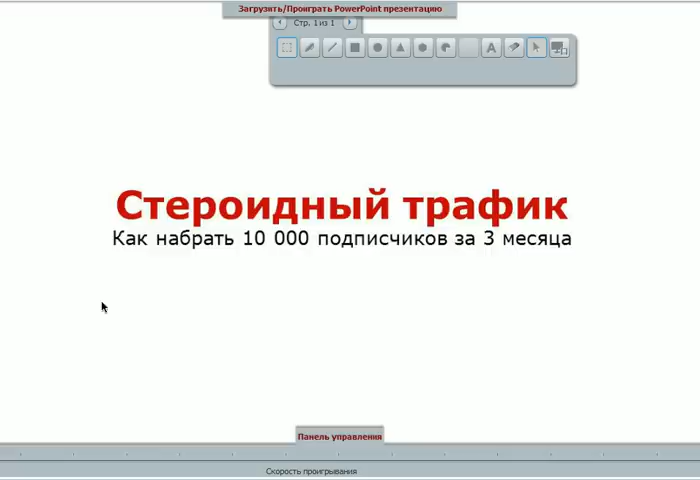 Загрузить/Проиграть PowerPoint презентацию
Стр. 1 из 1
A
Стероидный трафик
Как набрать 10 000 подписчиков за 3 месяца
Панель управления
Скорость проигрывания